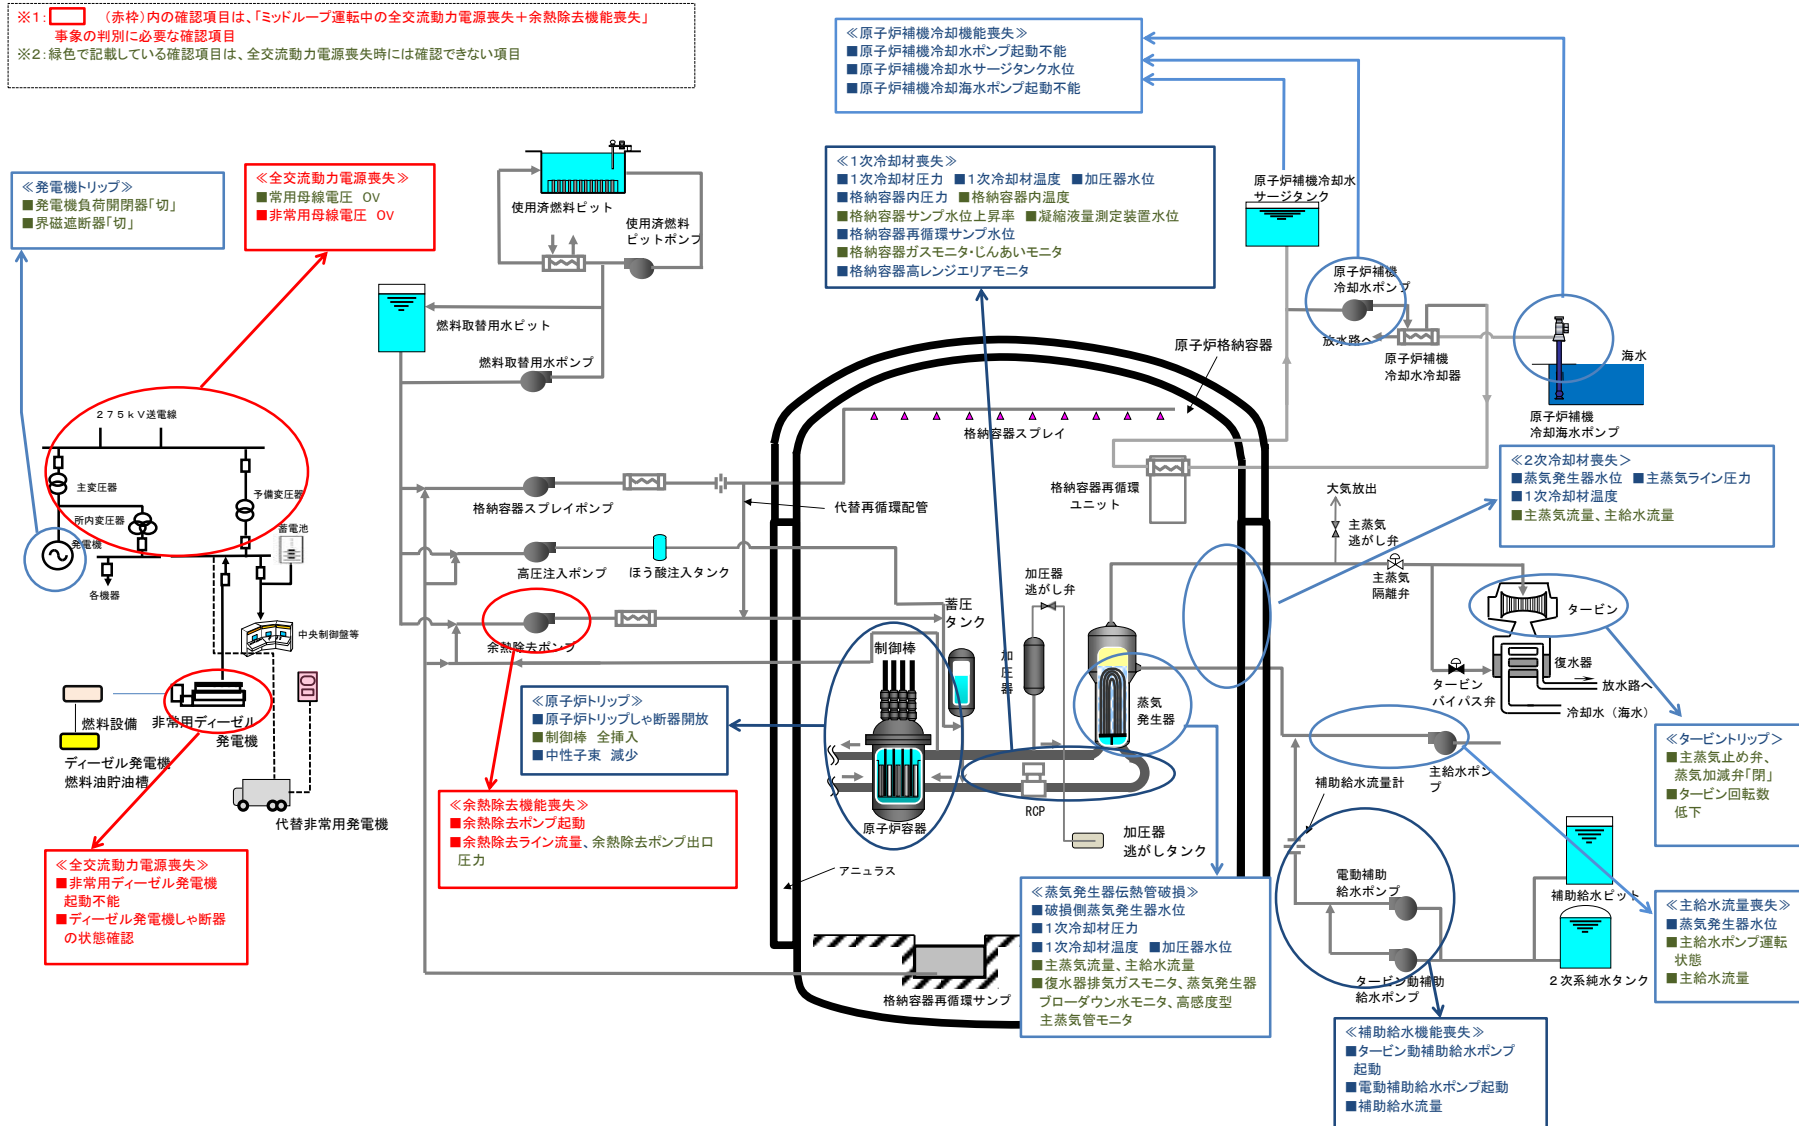 ※1: (赤枠)内の確認項目は、「ミッドループ運転中の全交流動力電源喪失＋余熱除去機能喪失」
事象の判別に必要な確認項目
※2:緑色で記載している確認項目は、全交流動力電源喪失時には確認できない項目
≪原子炉補機冷却機能喪失≫
■原子炉補機冷却水ポンプ起動不能
■原子炉補機冷却水サージタンク水位
■原子炉補機冷却海水ポンプ起動不能
≪発電機トリップ≫
■発電機負荷開閉器「切」
■界磁遮断器「切」
≪全交流動力電源喪失≫
■常用母線電圧 0V
■非常用母線電圧 0V
使用済燃料ピット
使用済燃料
ピットポンプ
≪1次冷却材喪失≫
■1次冷却材圧力 ■1次冷却材温度 ■加圧器水位
■格納容器内圧力 ■格納容器内温度
■格納容器サンプ水位上昇率 ■凝縮液量測定装置水位
■格納容器再循環サンプ水位
■格納容器ガスモニタ・じんあいモニタ
■格納容器高レンジエリアモニタ
原子炉補機冷却水
サージタンク
原子炉補機
冷却水ポンプ
放水路へ
原子炉補機
冷却水冷却器
海水
原子炉補機
冷却海水ポンプ
燃料取替用水ピット
燃料取替用水ポンプ
原子炉格納容器
格納容器スプレイ
275kV送電線
主変圧器
予備変圧器
所内変圧器
蓄電池
発電機
各機器
中央制御盤等
格納容器スプレイポンプ
代替再循環配管
格納容器再循環
ユニット
≪2次冷却材喪失＞
■蒸気発生器水位 ■主蒸気ライン圧力
■1次冷却材温度
■主蒸気流量、主給水流量
大気放出
主蒸気
逃がし弁
主蒸気
隔離弁
高圧注入ポンプ
ほう酸注入タンク
加圧器
逃がし弁
蓄圧
タンク
余熱除去ポンプ
制御棒
加
圧
器
蒸気
発生器
タービン
復水器
放水路へ
タービン
バイパス弁
冷却水（海水）
燃料設備
非常用ディーゼル
発電機
ディーゼル発電機
燃料油貯油槽
代替非常用発電機
≪原子炉トリップ≫
■原子炉トリップしゃ断器開放
■制御棒 全挿入
■中性子束 減少
≪余熱除去機能喪失≫
■余熱除去ポンプ起動
■余熱除去ライン流量、余熱除去ポンプ出口
圧力
原子炉容器
RCP
加圧器
逃がしタンク
アニュラス
主給水ポン
プ
補助給水流量計
≪タービントリップ＞
■主蒸気止め弁、
蒸気加減弁「閉」
■タービン回転数
低下
≪全交流動力電源喪失≫
■非常用ディーゼル発電機
起動不能
■ディーゼル発電機しゃ断器
の状態確認
≪蒸気発生器伝熱管破損≫
■破損側蒸気発生器水位
■1次冷却材圧力
■1次冷却材温度 ■加圧器水位
■主蒸気流量、主給水流量
■復水器排気ガスモニタ、蒸気発生器
ブローダウン水モニタ、高感度型
主蒸気管モニタ
電動補助
給水ポンプ
タービン動補助
給水ポンプ
補助給水ピット
2次系純水タンク
≪主給水流量喪失＞
■蒸気発生器水位
■主給水ポンプ運転
状態
■主給水流量
格納容器再循環サンプ
≪補助給水機能喪失≫
■タービン動補助給水ポンプ
起動
■電動補助給水ポンプ起動
■補助給水流量